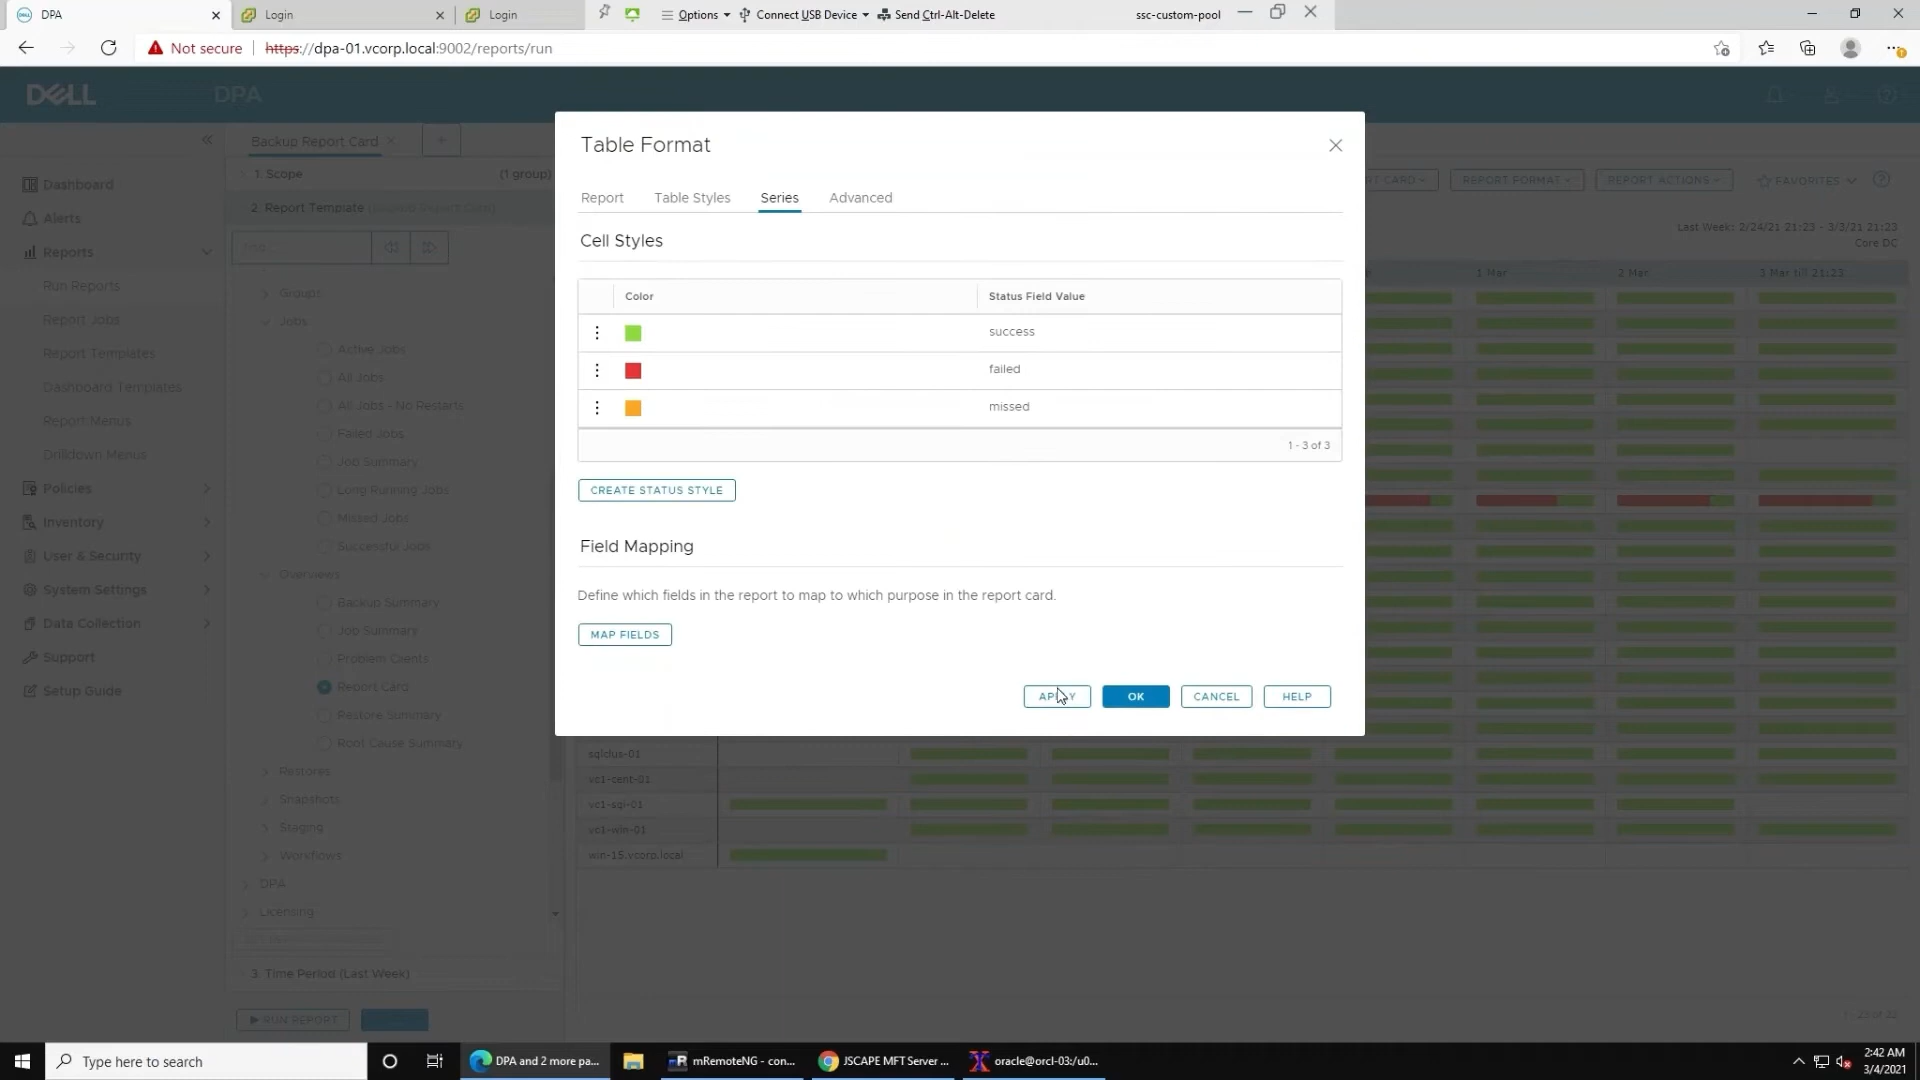 DPA
Login
Login
Options
Connect USB Device
Send Ctrl-Alt-Delete
ssc-custom-pool
Not secure
https://dpa-01.vcorp.local:9002/reports/run
DELL
DPA
Backup Report Card
1. Scope
(1 group)
2. Report Template
REPORT FORMAT
REPORT ACTIONS
FAVORITES
Last Week: 2/24/21 21:23 - 3/3/21 21:23
Core DC
1 Mar
2 Mar
3 Mar till 21:23
Dashboard
Alerts
Reports
Run Reports
Report Jobs
Report Templates
Dashboard Templates
Report Menus
Drilldown Menus
Policies
Inventory
User & Security
System Settings
Data Collection
Support
Setup Guide
Groups
Jobs
Active Jobs
All Jobs
All Jobs - No Restarts
Failed Jobs
Job Summary
Long Running Jobs
Missed Jobs
Successful Jobs
Overviews
Backup Summary
Job Summary
Problem Clients
Report Card
Restore Summary
Root Cause Summary
Restores
Snapshots
Staging
Workflows
DPA
Licensing
3. Time Period (Last Week)
RUN REPORT
Table Format
Report
Table Styles
Series
Advanced
Cell Styles
Color
Status Field Value
success
failed
missed
1 - 3 of 3
CREATE STATUS STYLE
Field Mapping
Define which fields in the report to map to which purpose in the report card.
MAP FIELDS
APPLY
OK
CANCEL
HELP
sqlclus-01
vc1-cent-01
vc1-sql-01
vc1-win-01
win-15.vcorp.local
Type here to search
DPA and 2 more pa...
mRemoteNG - con...
JSCAPE MFT Server ...
oracle@orcl-03:/u0...
2:42 AM
3/4/2021